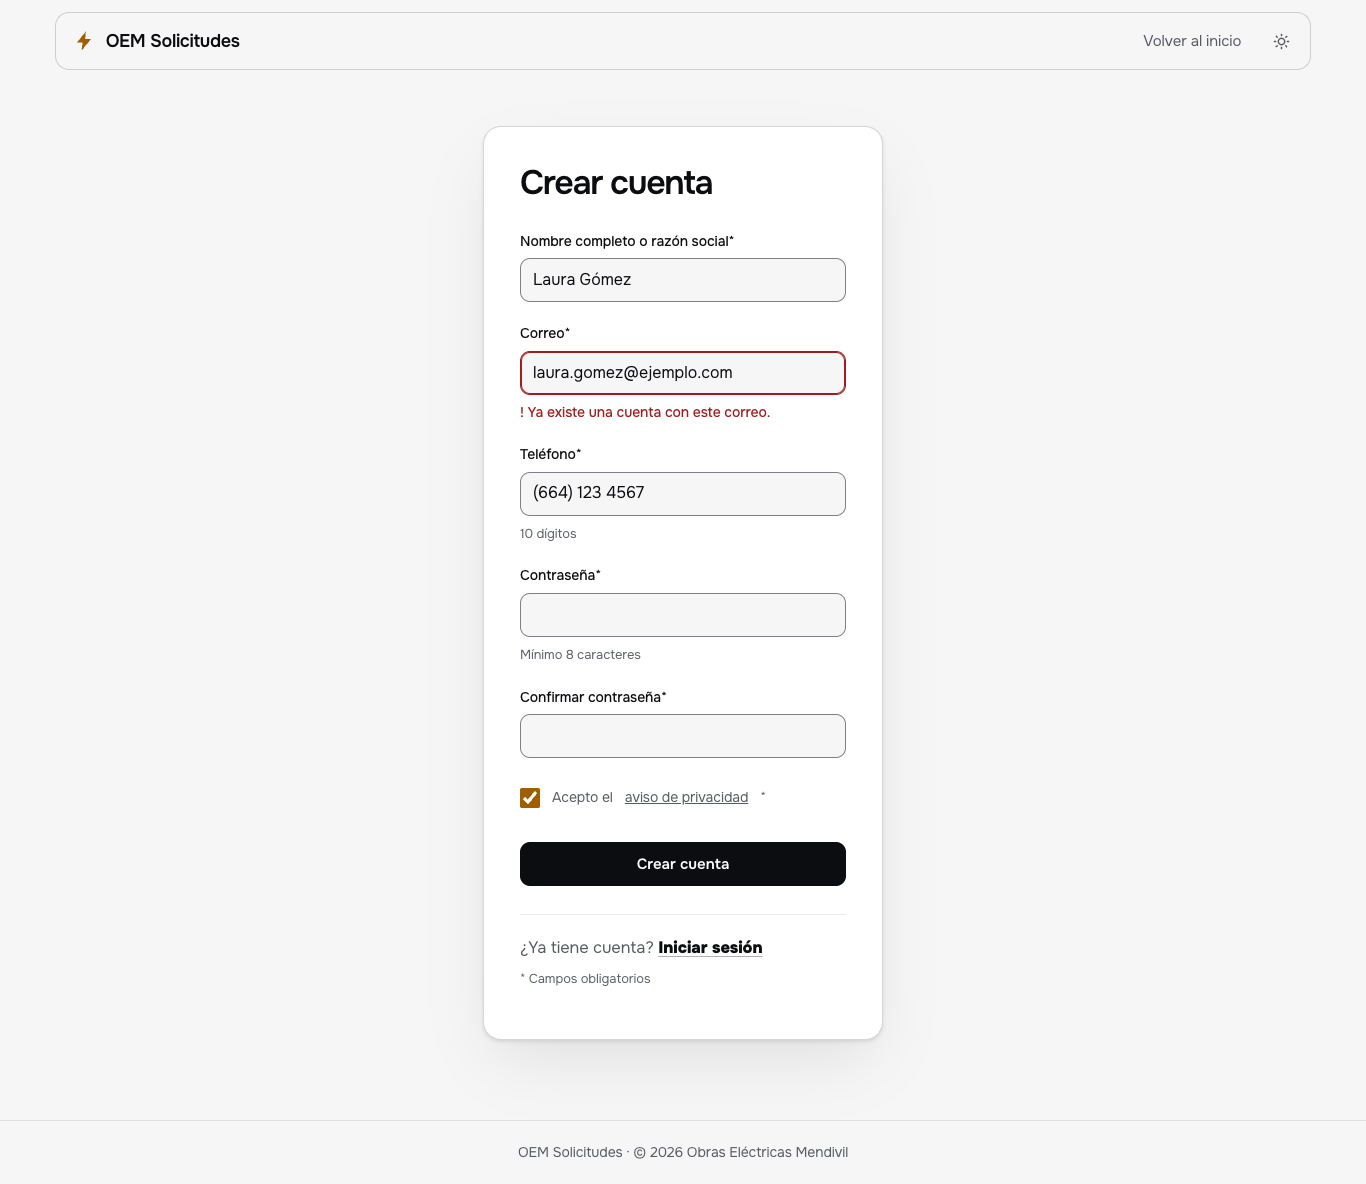 OEM Solicitudes
Volver al inicio
Crear cuenta
Nombre completo o razón social*
Laura Gómez
Correo*
laura.gomez@ejemplo.com
! Ya existe una cuenta con este correo.
Teléfono*
(664) 123 4567
10 dígitos
Contraseña*
Mínimo 8 caracteres
Confirmar contraseña*
Acepto el aviso de privacidad *
Crear cuenta
¿Ya tiene cuenta? Iniciar sesión
* Campos obligatorios
OEM Solicitudes · © 2026 Obras Eléctricas Mendivil